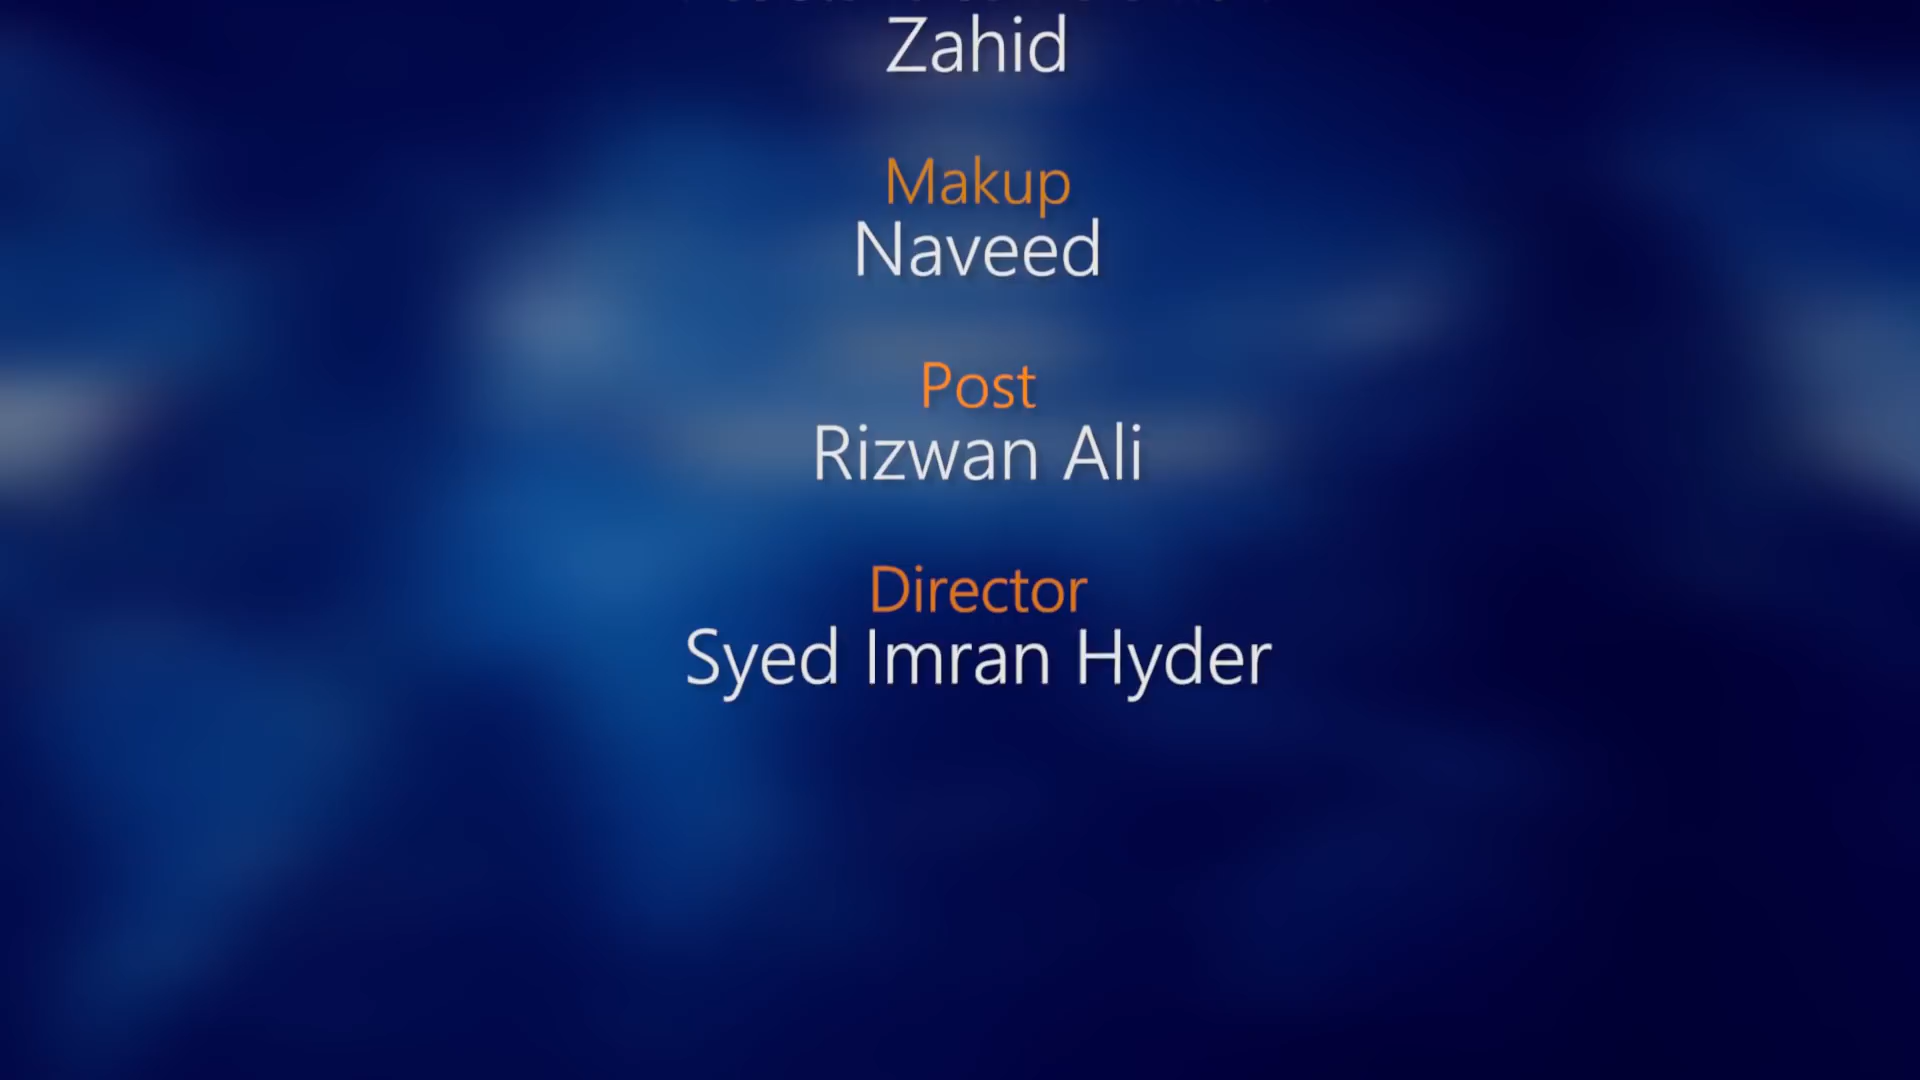 Zahid
Makup
Naveed
Post
Rizwan Ali
Director
Syed Imran Hyder